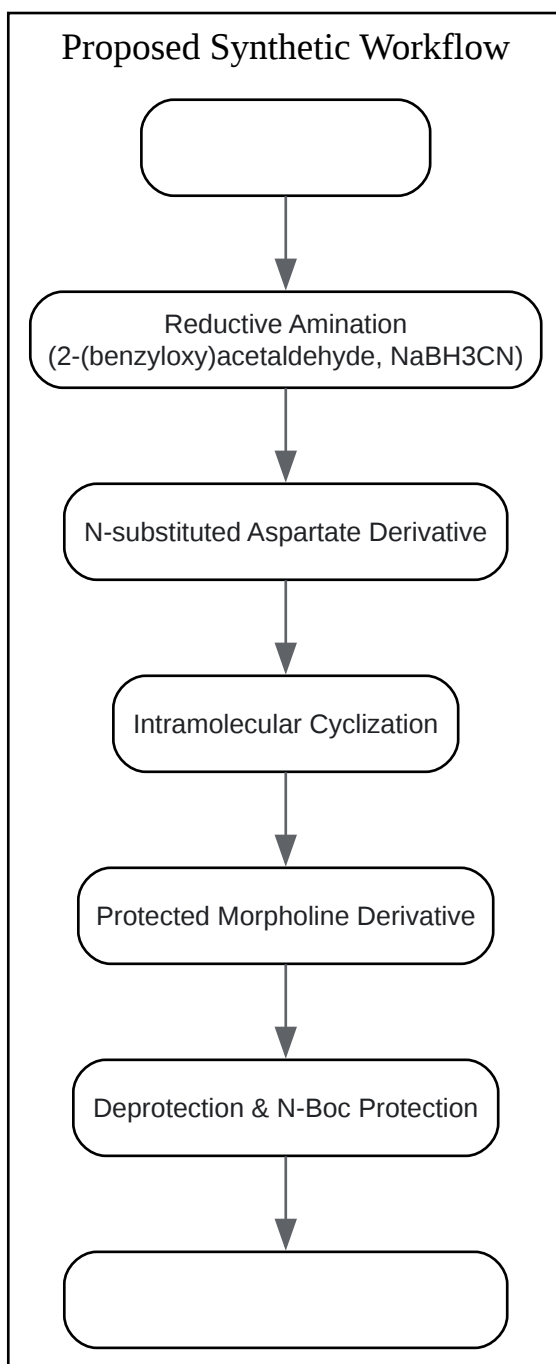 Proposed Synthetic Workflow
Reductive Amination
(2-(benzyloxy)acetaldehyde, NaBH3CN)
N-substituted Aspartate Derivative
Intramolecular Cyclization
Protected Morpholine Derivative
Deprotection & N-Boc Protection